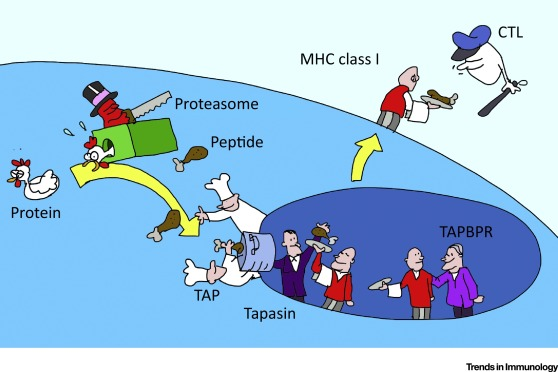 CTL
MHC class I
Proteasome
Peptide
Protein
TAPBPR
TAP
Tapasin
Trends in Immunology